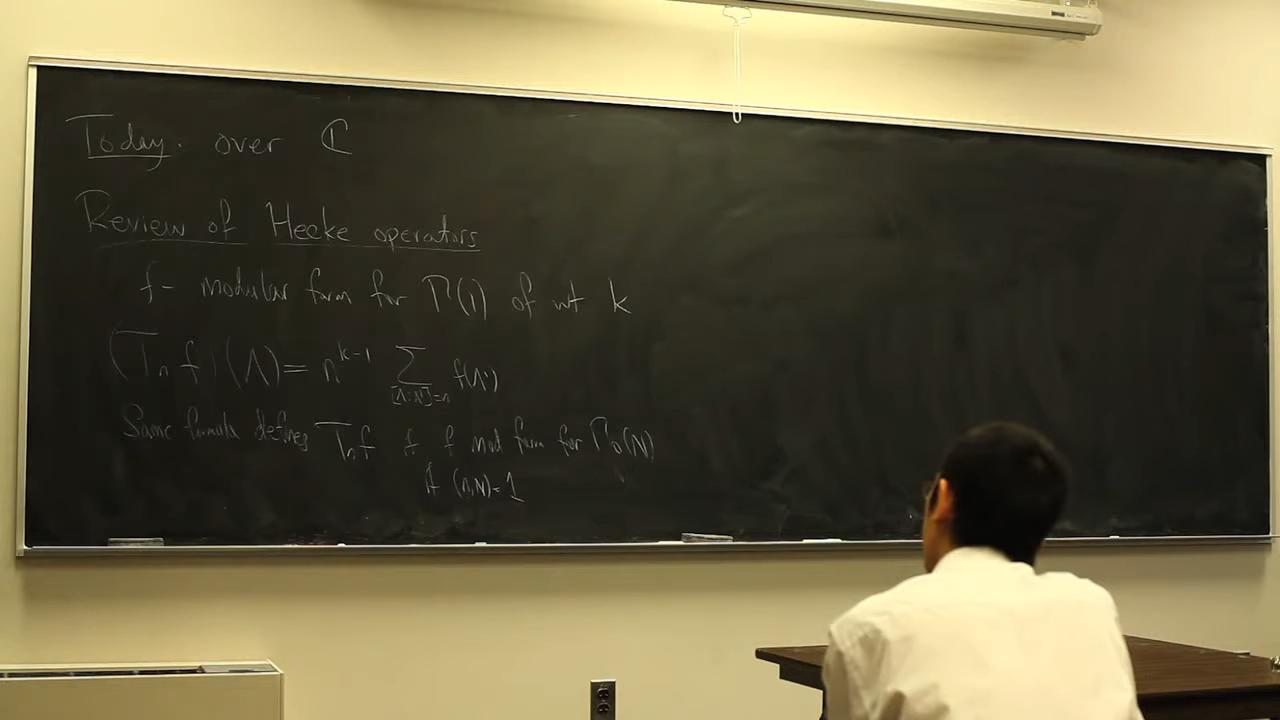 Today. over ℂ
Review of Hecke operators
f - modular form for Γ(1) of wt k
(Tₙ f)(Λ) = n^{k-1} ∑_{[Λ:Λ']=n} f(Λ')
Same formula defines Tₙf if f mod form for Γ₀(N)
if (n,N)=1